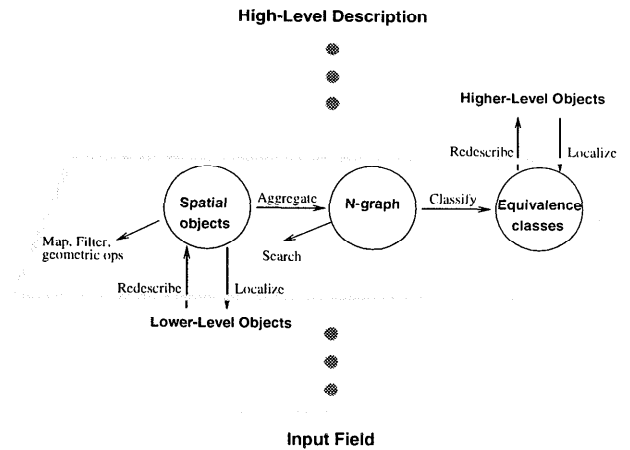 High-Level Description
Higher-Level Objects
Redescribe
Localize
Spatial
objects
Aggregate
N-graph
Classify
Equivalence
classes
Map, Filter,
geometric ops
Search
Redescribe
Localize
Lower-Level Objects
Input Field